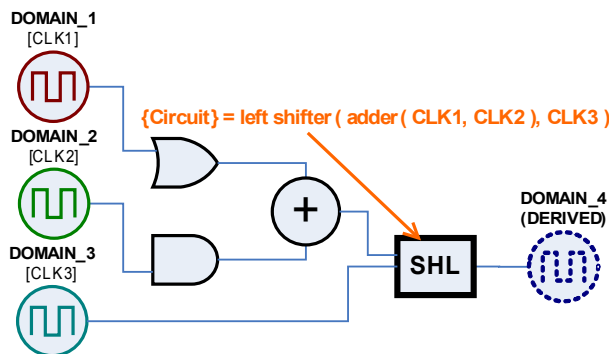 DOMAIN_1
[CLK1]
{Circuit} = left shifter ( adder ( CLK1, CLK2 ), CLK3 )
DOMAIN_2
[CLK2]
DOMAIN_4
(DERIVED)
+
DOMAIN_3
[CLK3]
SHL